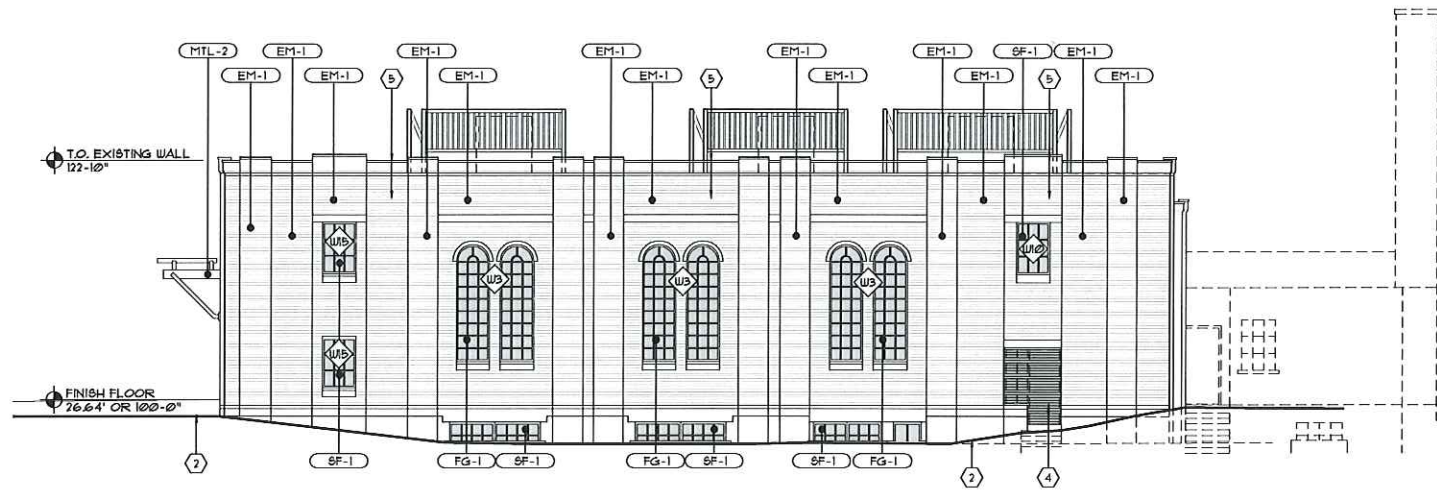 MTL-2 EM-1 EM-1 EM-1 EM-1 EM-1 SF-1 EM-1
EM-1 EM-1 5 EM-1 EM-1 5 EM-1 EM-1 5 EM-1
T.O. EXISTING WALL
122'-10"
W15 W10
W3 W3 W3
W15
FINISH FLOOR
26.64' OR 100'-0"
2 SF-1 FG-1 SF-1 FG-1 SF-1 SF-1 FG-1 2 4